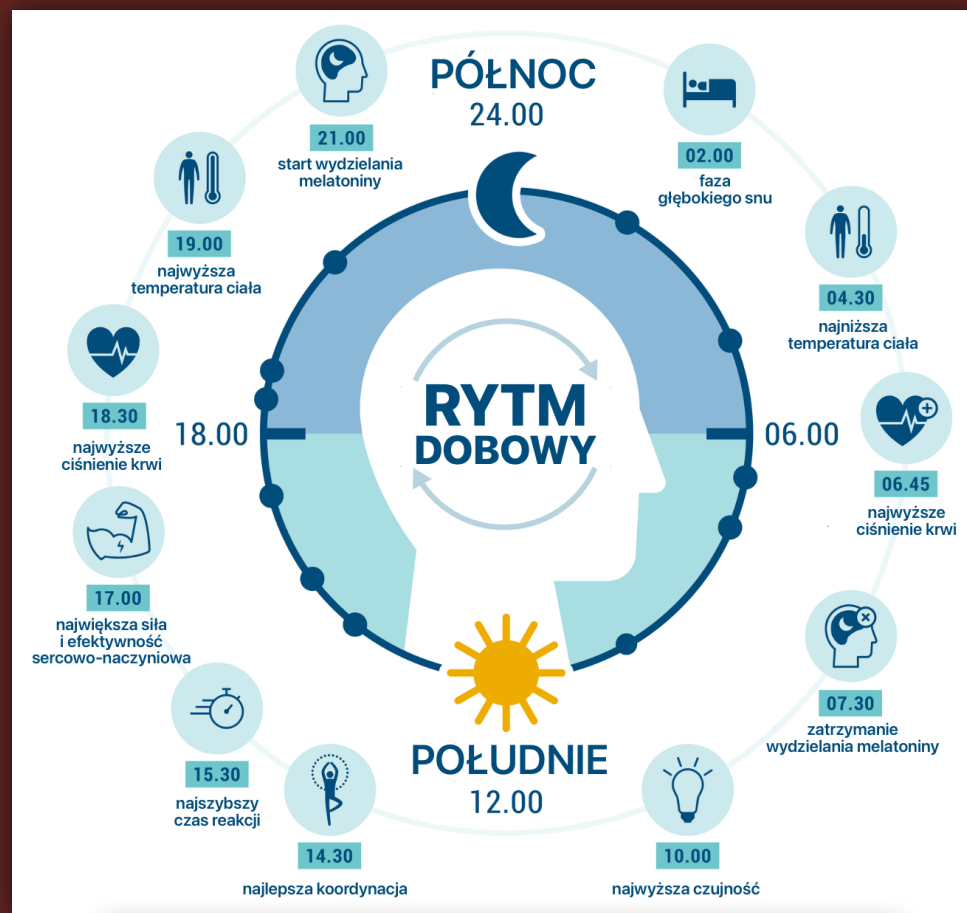 PÓŁNOC
24.00
21.00
start wydzielania
melatoniny
02.00
faza
głębokiego snu
19.00
najwyższa
temperatura ciała
04.30
najniższa
temperatura ciała
18.30
najwyższe
ciśnienie krwi
18.00
RYTM
DOBOWY
06.00
06.45
najwyższe
ciśnienie krwi
17.00
największa siła
i efektywność
sercowo-naczyniowa
07.30
zatrzymanie
wydzielania melatoniny
15.30
najszybszy
czas reakcji
POŁUDNIE
12.00
14.30
najlepsza koordynacja
10.00
najwyższa czujność